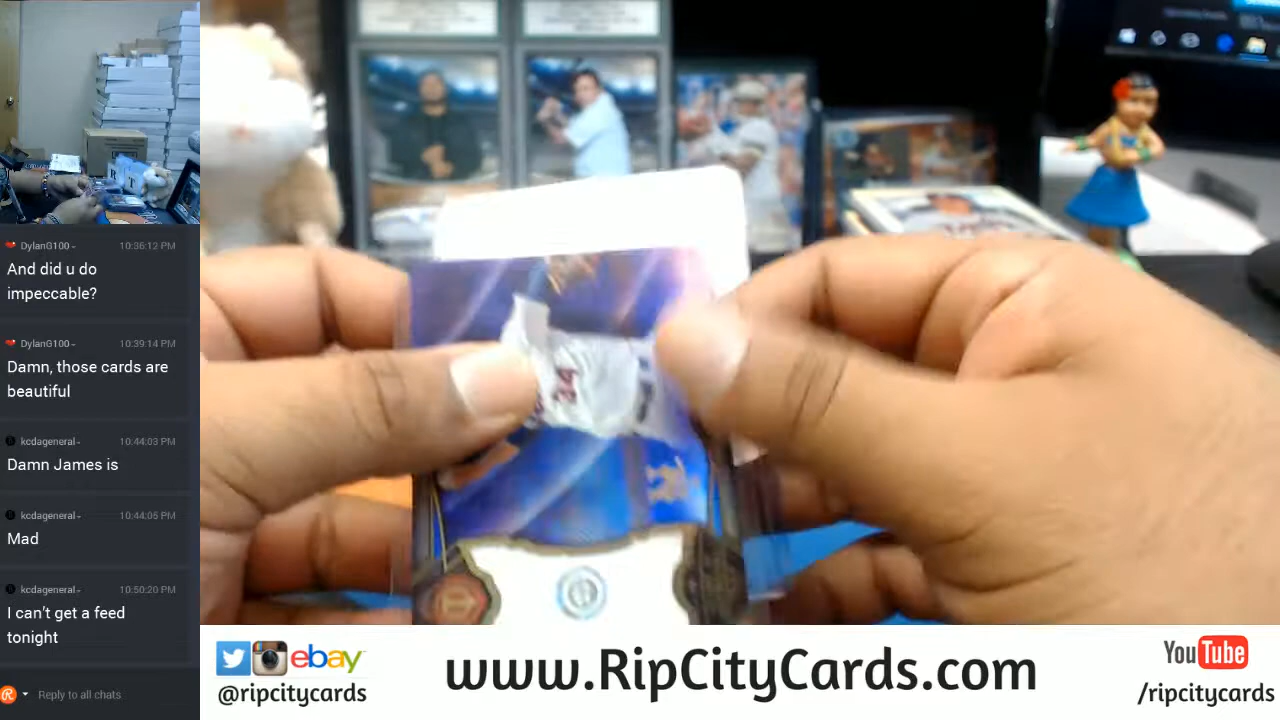 DylanG100
10:36:12 PM
And did u do
impeccable?
DylanG100
10:39:14 PM
Damn, those cards are
beautiful
kcdageneral
10:44:03 PM
Damn James is
kcdageneral
10:44:05 PM
Mad
kcdageneral
10:50:20 PM
I can't get a feed
tonight
Reply to all chats
34
ebay
@ripcitycards
www.RipCityCards.com
YouTube
/ripcitycards